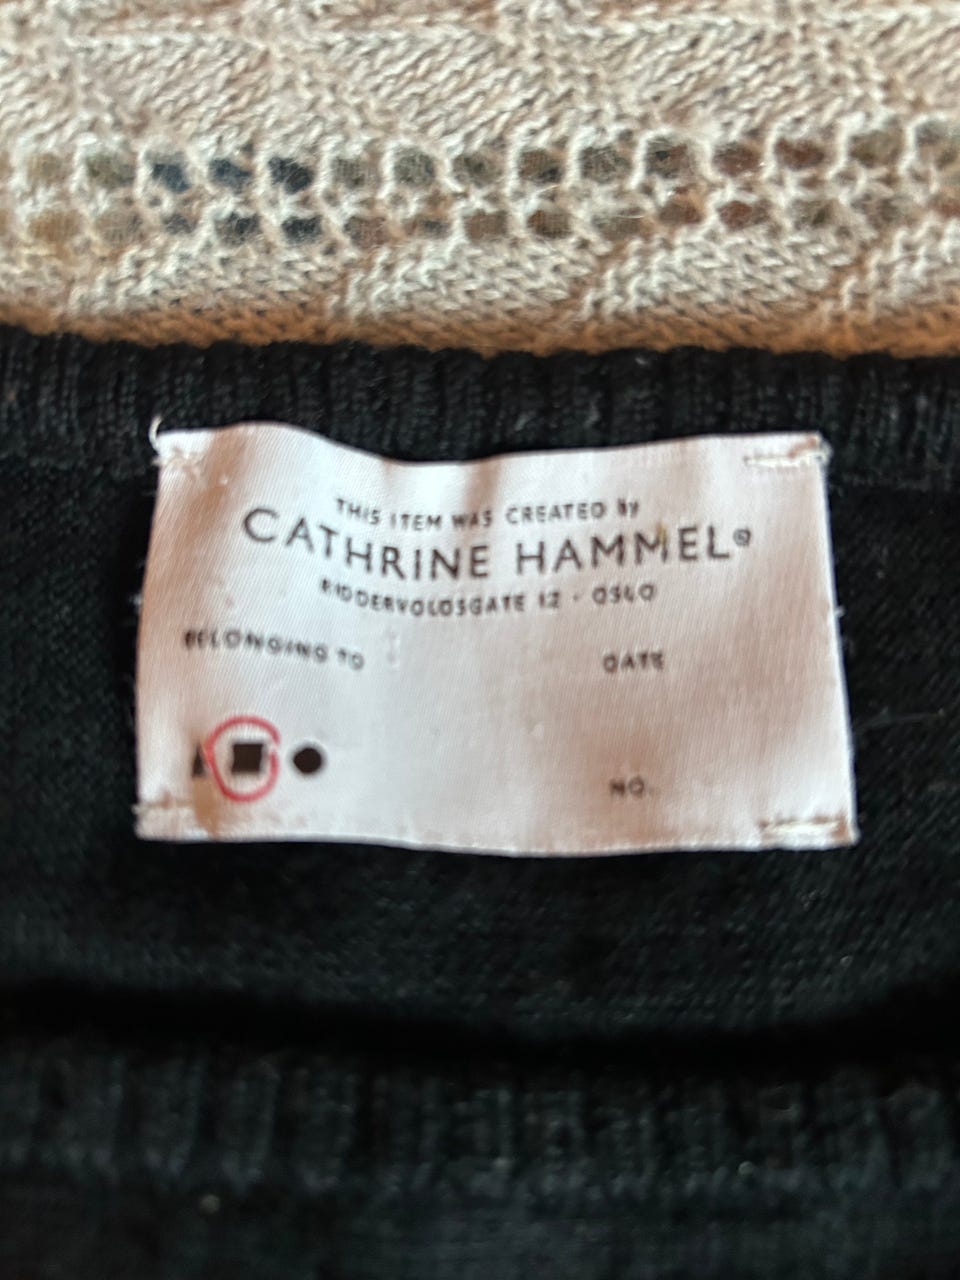 THIS ITEM WAS CREATED by
CATHRINE HAMMEL®
RIDDERVOLDSGATE 12 · OSLO
BELONGING TO
DATE
NO.